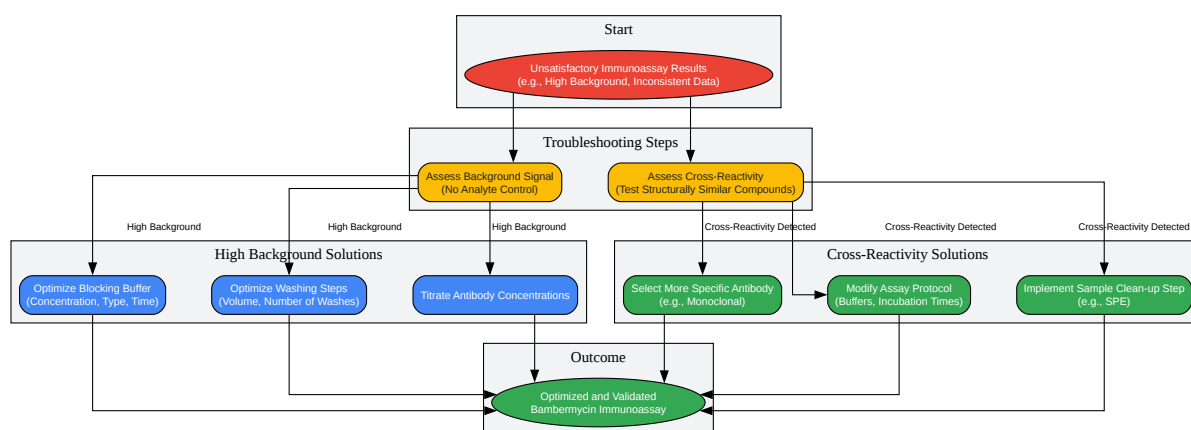 Start
Unsatisfactory Immunoassay Results
(e.g., High Background, Inconsistent Data)
Troubleshooting Steps
Assess Background Signal
(No Analyte Control)
Assess Cross-Reactivity
(Test Structurally Similar Compounds)
High Background
High Background
High Background
Cross-Reactivity Detected
Cross-Reactivity Detected
Cross-Reactivity Detected
High Background Solutions
Optimize Blocking Buffer
(Concentration, Type, Time)
Optimize Washing Steps
(Volume, Number of Washes)
Titrate Antibody Concentrations
Cross-Reactivity Solutions
Select More Specific Antibody
(e.g., Monoclonal)
Modify Assay Protocol
(Buffers, Incubation Times)
Implement Sample Clean-up Step
(e.g., SPE)
Outcome
Optimized and Validated
Bambermycin Immunoassay